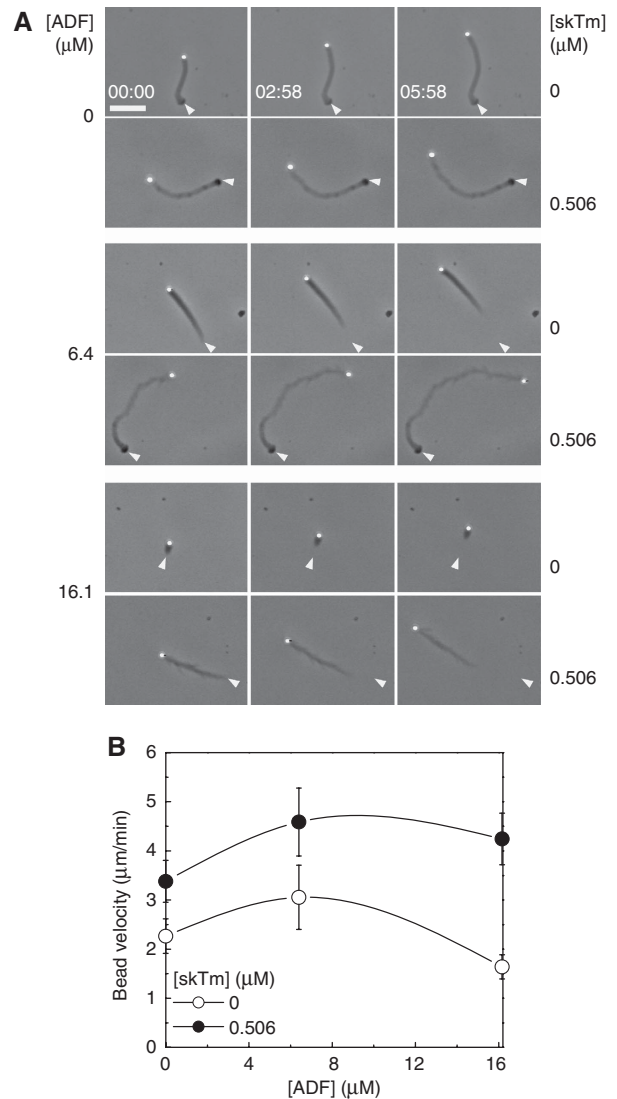 A [ADF] (μM) [skTm] (μM)
00:00 02:58 05:58
0
0
0.506
0
6.4
0.506
0
16.1
0.506
B
6
5
4
3
2
1
0
Bead velocity (μm/min)
[skTm] (μM)
0
0.506
0 4 8 12 16
[ADF] (μM)